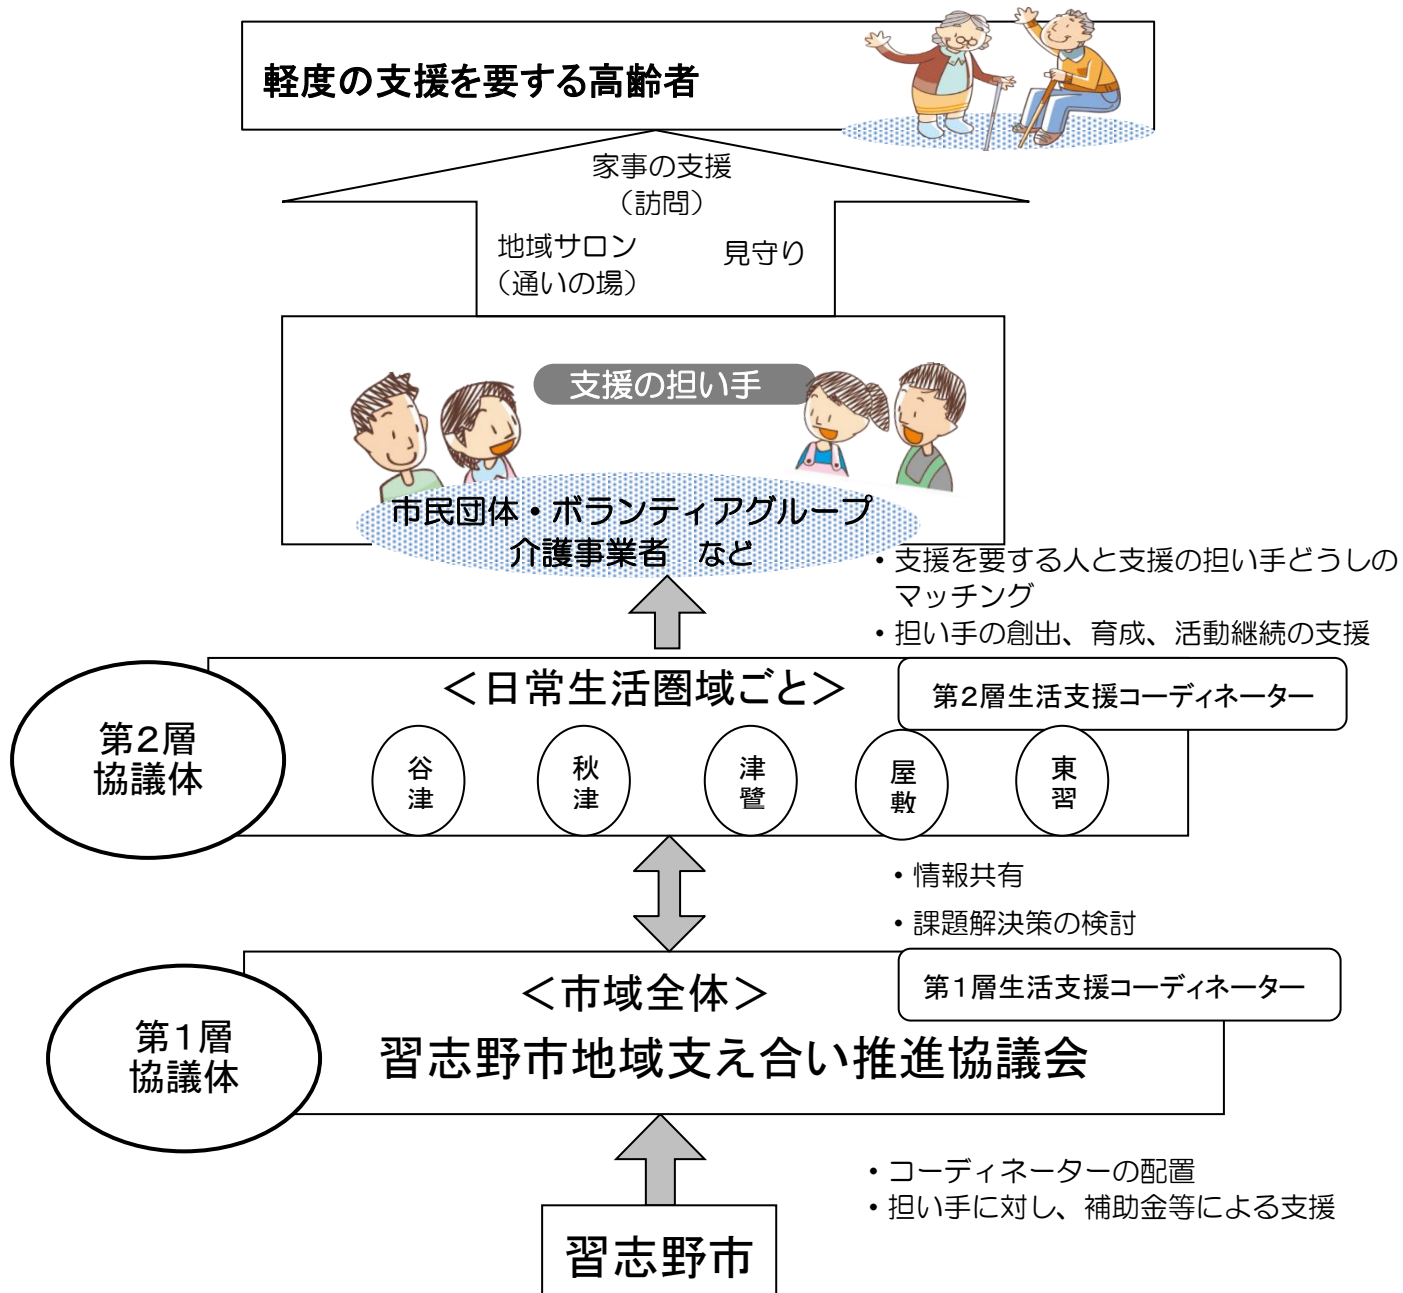 軽度の支援を要する高齢者
家事の支援
（訪問）
地域サロン
（通いの場）
見守り
支援の担い手
市民団体・ボランティアグループ
介護事業者　など
・支援を要する人と支援の担い手どうしの
マッチング
・担い手の創出、育成、活動継続の支援
＜日常生活圏域ごと＞
第２層生活支援コーディネーター
第２層
協議体
谷津
秋津
津鷺
屋敷
東習
・情報共有
・課題解決策の検討
＜市域全体＞
第１層生活支援コーディネーター
第１層
協議体
習志野市地域支え合い推進協議会
・コーディネーターの配置
・担い手に対し、補助金等による支援
習志野市